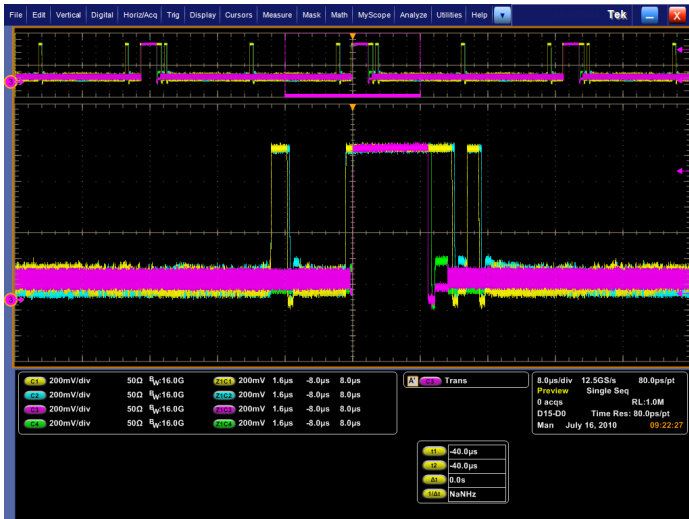 File Edit Vertical Digital Horiz/Acq Trig Display Cursors Measure Mask Math MyScope Analyze Utilities Help Tek X
3
3
C1 200mV/div 50Ω BW:16.0G Z1C1 200mV 1.6µs -8.0µs 8.0µs
C2 200mV/div 50Ω BW:16.0G Z1C2 200mV 1.6µs -8.0µs 8.0µs
C3 200mV/div 50Ω BW:16.0G Z1C3 200mV 1.6µs -8.0µs 8.0µs
C4 200mV/div 50Ω BW:16.0G Z1C4 200mV 1.6µs -8.0µs 8.0µs
A' C3 Trans
8.0µs/div 12.5GS/s 80.0ps/pt
Preview Single Seq
0 acqs RL:1.0M
D15-D0 Time Res: 80.0ps/pt
Man July 16, 2010 09:22:27
t1 -40.0µs
t2 -40.0µs
Δt 0.0s
1/Δt NaNHz